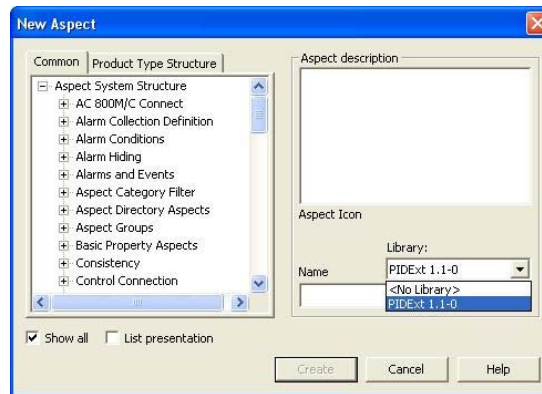 New Aspect
Common
Product Type Structure
Aspect System Structure
AC 800M/C Connect
Alarm Collection Definition
Alarm Conditions
Alarm Hiding
Alarms and Events
Aspect Category Filter
Aspect Directory Aspects
Aspect Groups
Basic Property Aspects
Consistency
Control Connection
Show all
List presentation
Aspect description
Aspect Icon
Library:
Name
PIDExt 1.1-0
<No Library>
PIDExt 1.1-0
Create
Cancel
Help